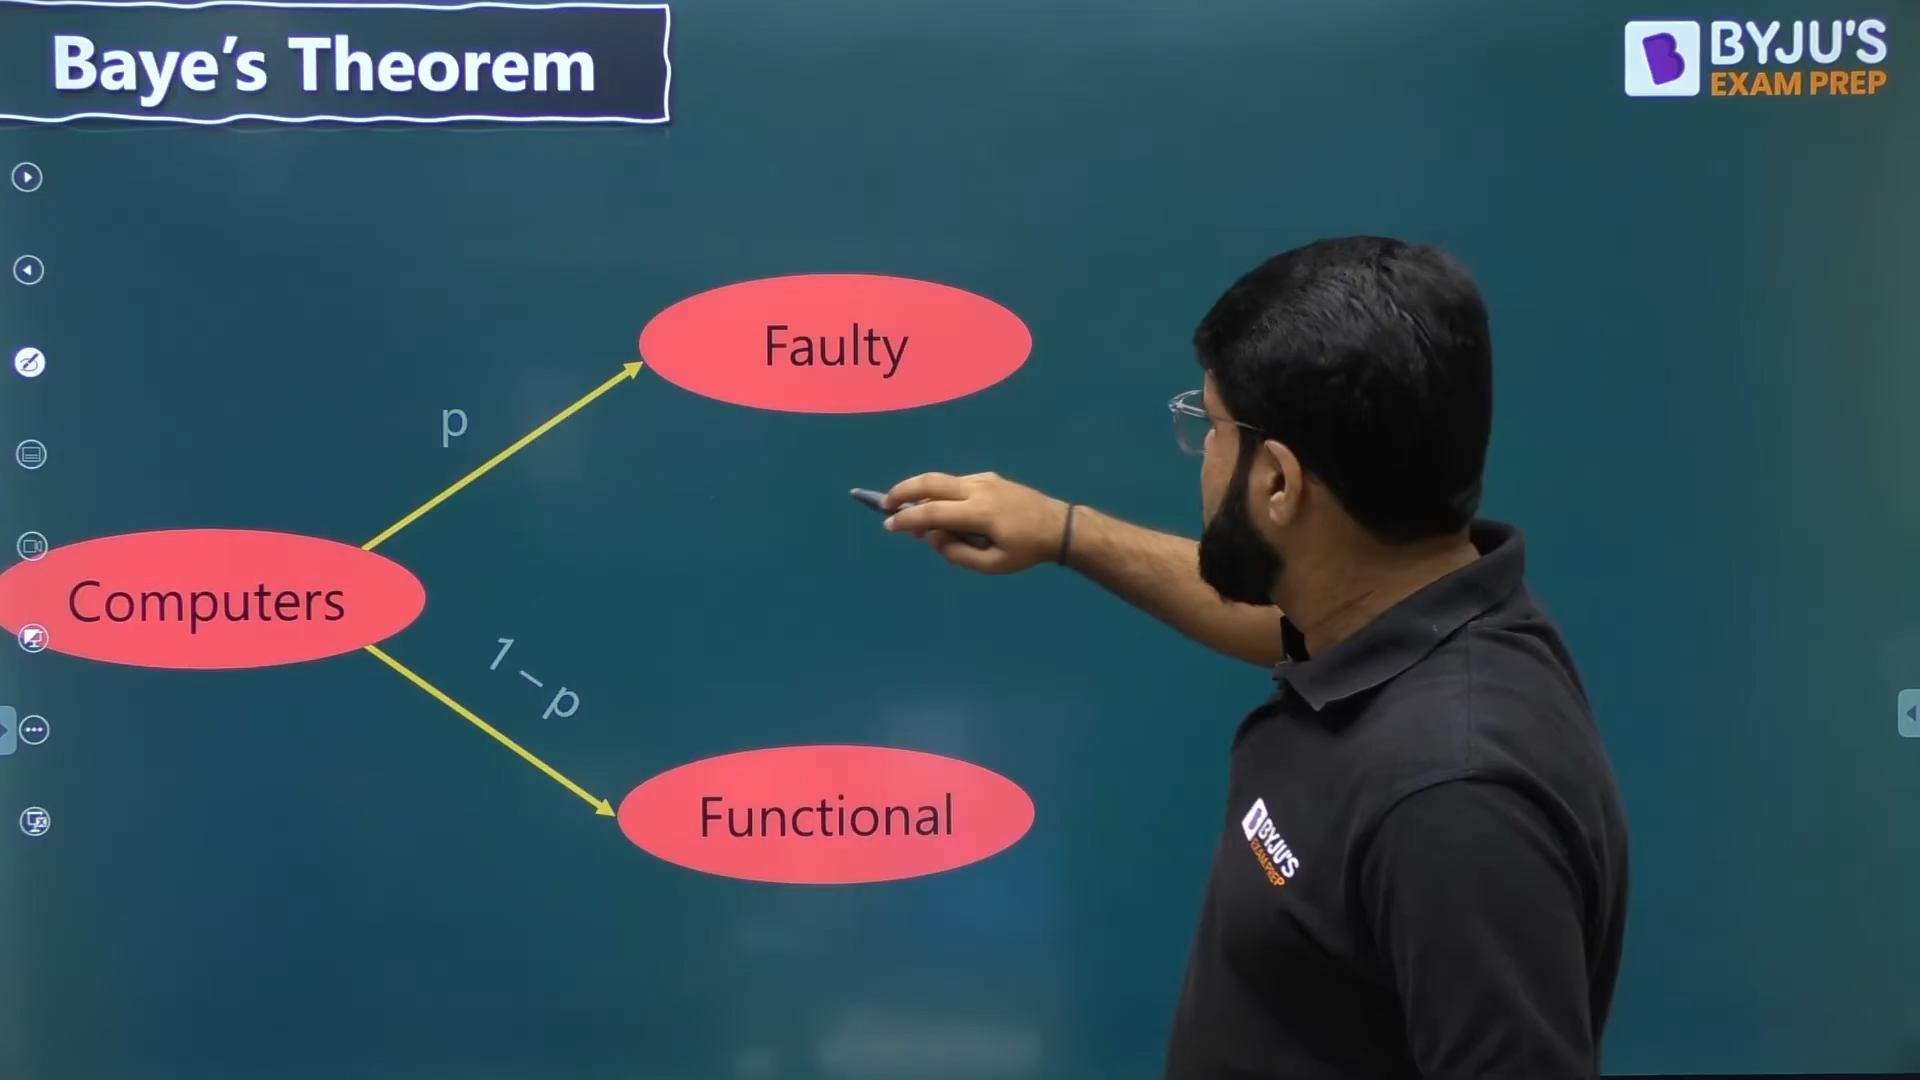 Baye's Theorem
BYJU'S
EXAM PREP
Faulty
p
Computers
1 – p
Functional
BYJU'S
EXAM PREP